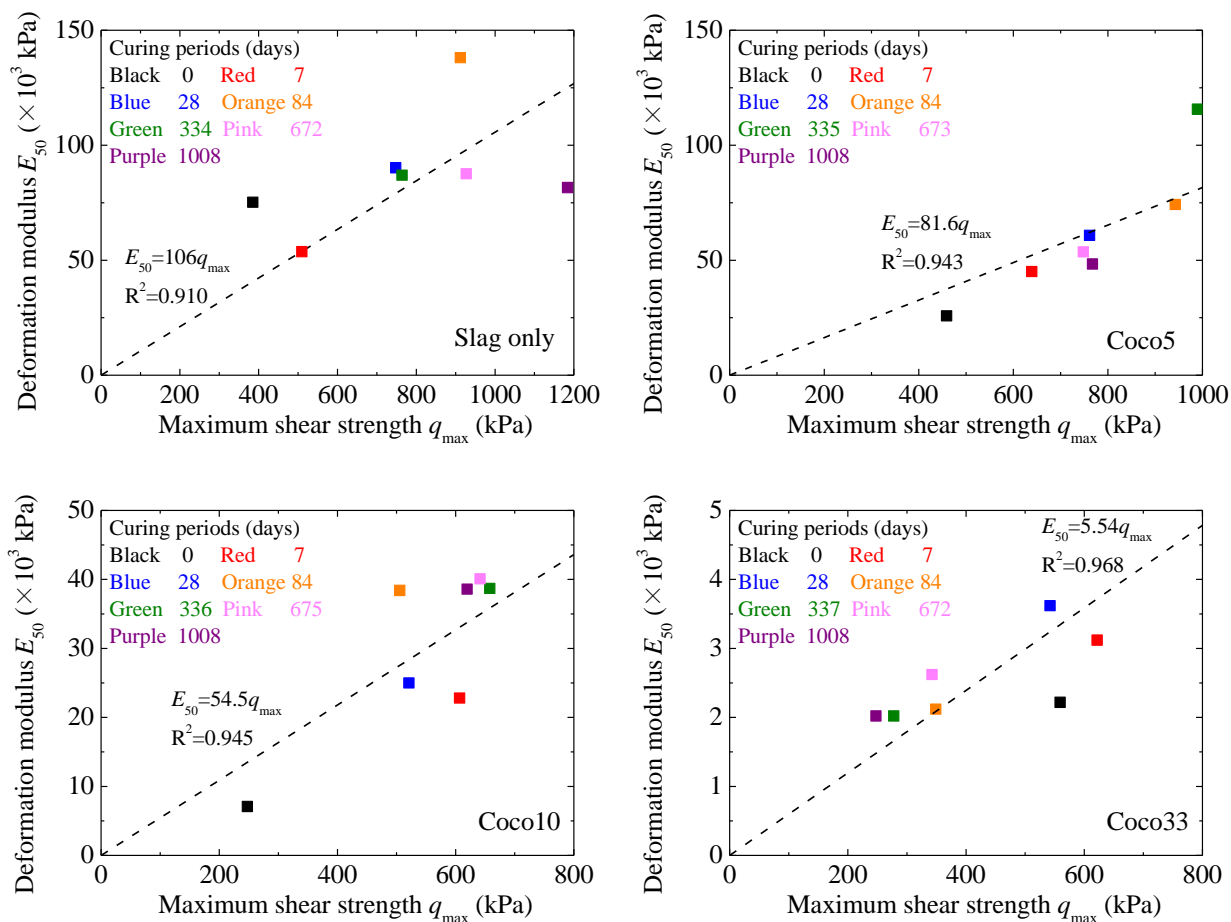 Deformation modulus E50 (×10³ kPa)
150
100
50
0
Curing periods (days)
Black 0 Red 7
Blue 28 Orange 84
Green 334 Pink 672
Purple 1008
E50=106qmax
R²=0.910
Slag only
0 200 400 600 800 1000 1200
Maximum shear strength qmax (kPa)
Deformation modulus E50 (×10³ kPa)
150
100
50
0
Curing periods (days)
Black 0 Red 7
Blue 28 Orange 84
Green 335 Pink 673
Purple 1008
E50=81.6qmax
R²=0.943
Coco5
0 200 400 600 800 1000
Maximum shear strength qmax (kPa)
Deformation modulus E50 (×10³ kPa)
50
40
30
20
10
0
Curing periods (days)
Black 0 Red 7
Blue 28 Orange 84
Green 336 Pink 675
Purple 1008
E50=54.5qmax
R²=0.945
Coco10
0 200 400 600 800
Maximum shear strength qmax (kPa)
Deformation modulus E50 (×10³ kPa)
5
4
3
2
1
0
Curing periods (days)
Black 0 Red 7
Blue 28 Orange 84
Green 337 Pink 672
Purple 1008
E50=5.54qmax
R²=0.968
Coco33
0 200 400 600 800
Maximum shear strength qmax (kPa)